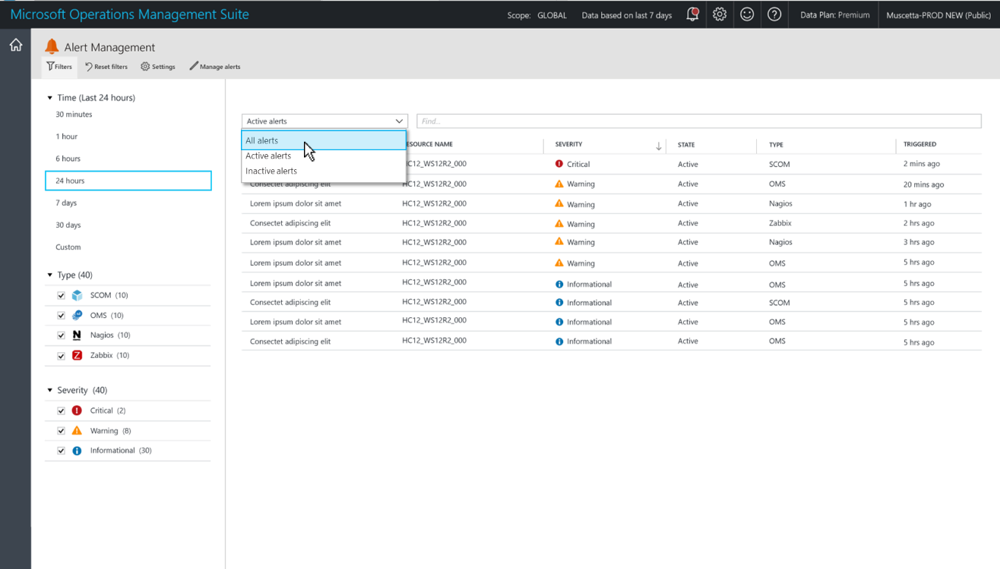 Microsoft Operations Management Suite
Scope: GLOBAL Data based on last 7 days Data Plan: Premium Muscetta-PROD NEW (Public)
Alert Management
Filters Reset filters Settings Manage alerts
Time (Last 24 hours)
30 minutes
1 hour
6 hours
24 hours
7 days
30 days
Custom
Type (40)
SCOM (10)
OMS (10)
N Nagios (10)
Z Zabbix (10)
Severity (40)
Critical (2)
Warning (8)
Informational (30)
Active alerts Find...
All alerts
Active alerts
Inactive alerts
ESOURCE NAME SEVERITY STATE TYPE TRIGGERED
HC12_WS12R2_000 Critical Active SCOM 2 mins ago
Consectet adipiscing elit HC12_WS12R2_000 Warning Active OMS 20 mins ago
Lorem ipsum dolor sit amet HC12_WS12R2_000 Warning Active Nagios 1 hr ago
Consectet adipiscing elit HC12_WS12R2_000 Warning Active Zabbix 2 hrs ago
Lorem ipsum dolor sit amet HC12_WS12R2_000 Warning Active Nagios 3 hrs ago
Lorem ipsum dolor sit amet HC12_WS12R2_000 Warning Active OMS 5 hrs ago
Lorem ipsum dolor sit amet HC12_WS12R2_000 Informational Active OMS 5 hrs ago
Consectet adipiscing elit HC12_WS12R2_000 Informational Active SCOM 5 hrs ago
Lorem ipsum dolor sit amet HC12_WS12R2_000 Informational Active OMS 5 hrs ago
Consectet adipiscing elit HC12_WS12R2_000 Informational Active OMS 5 hrs ago